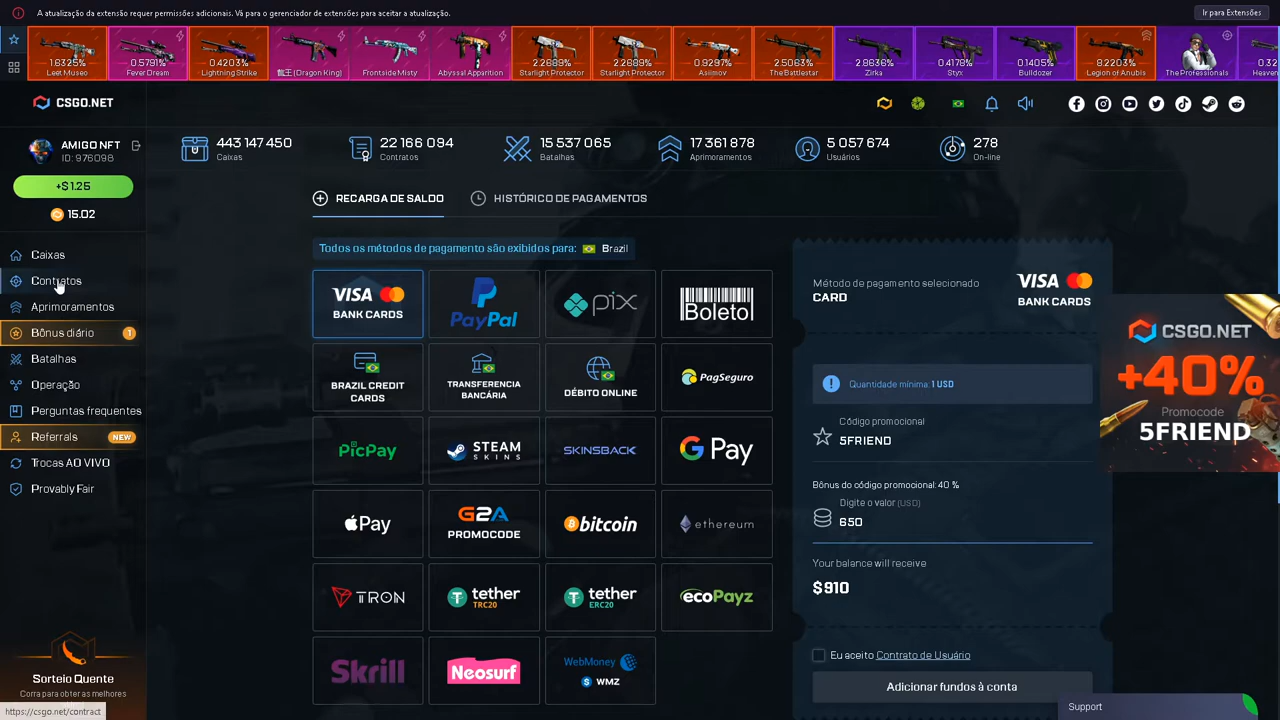 A atualização da extensão requer permissões adicionais. Vá para o gerenciador de extensões para aceitar a atualização.
Ir para Extensões
1.6325%
Leet Museo
0.5791%
Fever Dream
0.4203%
Lightning Strike
龍王 (Dragon King)
Frontside Misty
Abyssal Apparition
2.2689%
Starlight Protector
2.2689%
Starlight Protector
0.9297%
Asiimov
2.5063%
The Battlestar
2.8836%
Zirka
0.4178%
Styx
0.1405%
Bulldozer
8.2203%
Legion of Anubis
The Professionals
0.32
Heaven
CSGO.NET
AMIGO NFT
ID: 976098
+$ 1.25
15.02
443 147 450
Caixas
22 166 094
Contratos
15 537 065
Batalhas
17 361 878
Aprimoramentos
5 057 674
Usuários
278
On-line
Caixas
Contratos
Aprimoramentos
Bônus diário
1
Batalhas
Operação
Perguntas frequentes
Referrals
NEW
Trocas AO VIVO
Provably Fair
Sorteio Quente
Corra para obter as melhores
https://csgo.net/contract
RECARGA DE SALDO
HISTÓRICO DE PAGAMENTOS
Todos os métodos de pagamento são exibidos para: Brazil
VISA
BANK CARDS
PayPal
pix
Boleto!
BRAZIL CREDIT
CARDS
TRANSFERENCIA
BANCÁRIA
DÉBITO ONLINE
PagSeguro
PicPay
STEAM
SKINS
SKINSBACK
G Pay
Pay
G2A
PROMOCODE
bitcoin
ethereum
TRON
tether
TRC20
tether
ERC20
ecoPayz
Skrill
Neosurf
WebMoney
WMZ
Método de pagamento selecionado
CARD
VISA
BANK CARDS
Quantidade mínima: 1 USD
Código promocional
5FRIEND
Bônus do código promocional: 40 %
Digite o valor (USD)
650
Your balance will receive
$910
Eu aceito Contrato de Usuário
Adicionar fundos à conta
CSGO.NET
+40%
Promocode
5FRIEND
Support